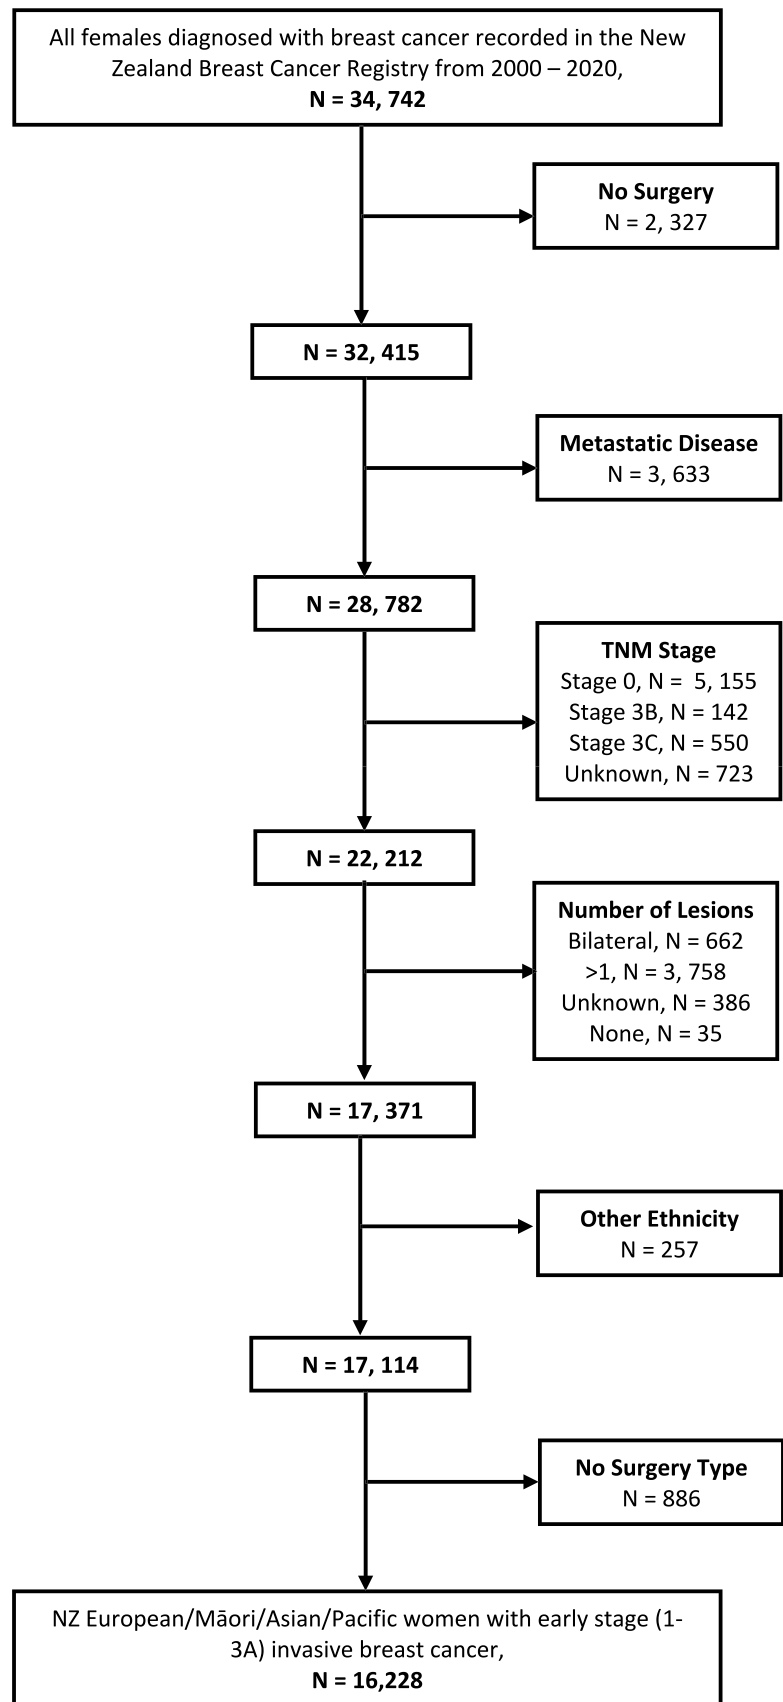 All females diagnosed with breast cancer recorded in the New
Zealand Breast Cancer Registry from 2000 – 2020,
N = 34, 742
No Surgery
N = 2, 327
N = 32, 415
Metastatic Disease
N = 3, 633
N = 28, 782
TNM Stage
Stage 0, N =  5, 155
Stage 3B, N = 142
Stage 3C, N = 550
Unknown, N = 723
N = 22, 212
Number of Lesions
Bilateral, N = 662
>1, N = 3, 758
Unknown, N = 386
None, N = 35
N = 17, 371
Other Ethnicity
N = 257
N = 17, 114
No Surgery Type
N = 886
NZ European/Māori/Asian/Pacific women with early stage (1-
3A) invasive breast cancer,
N = 16,228